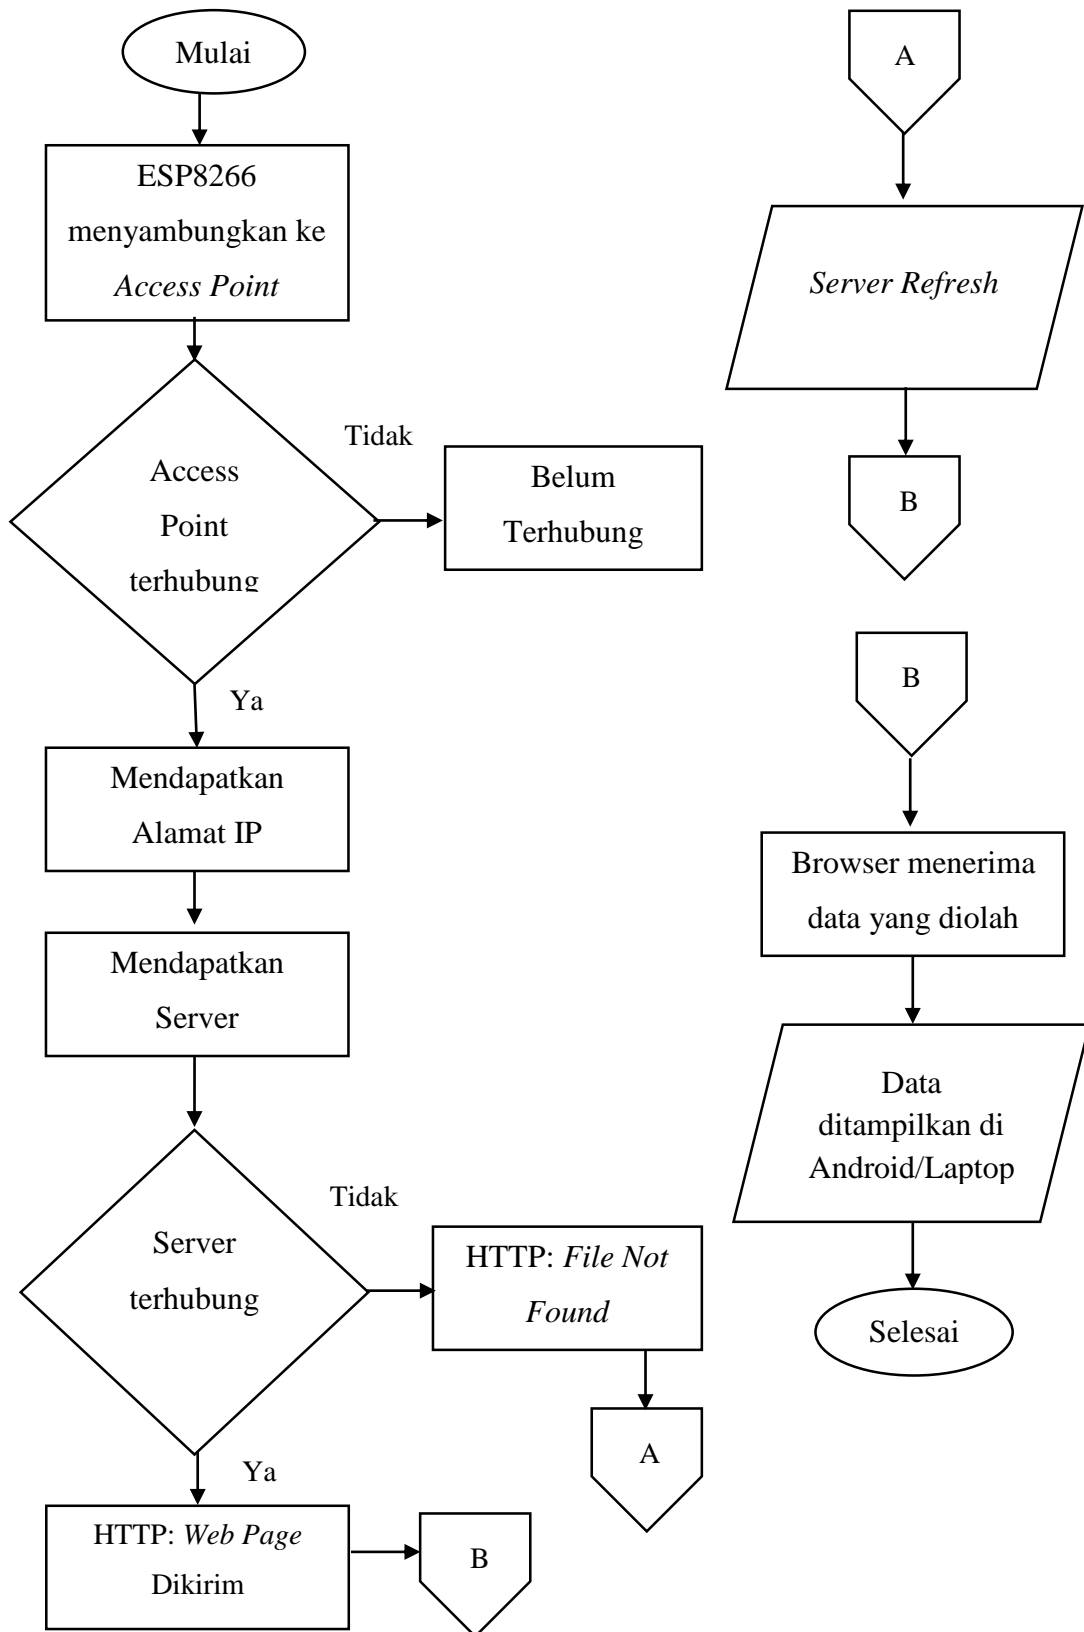 Mulai
ESP8266
menyambungkan ke
Access Point
Tidak
Access
Point
terhubung
Belum
Terhubung
Ya
Mendapatkan
Alamat IP
Mendapatkan
Server
Tidak
Server
terhubung
HTTP: File Not
Found
A
Ya
HTTP: Web Page
Dikirim
B
A
Server Refresh
B
B
Browser menerima
data yang diolah
Data
ditampilkan di
Android/Laptop
Selesai